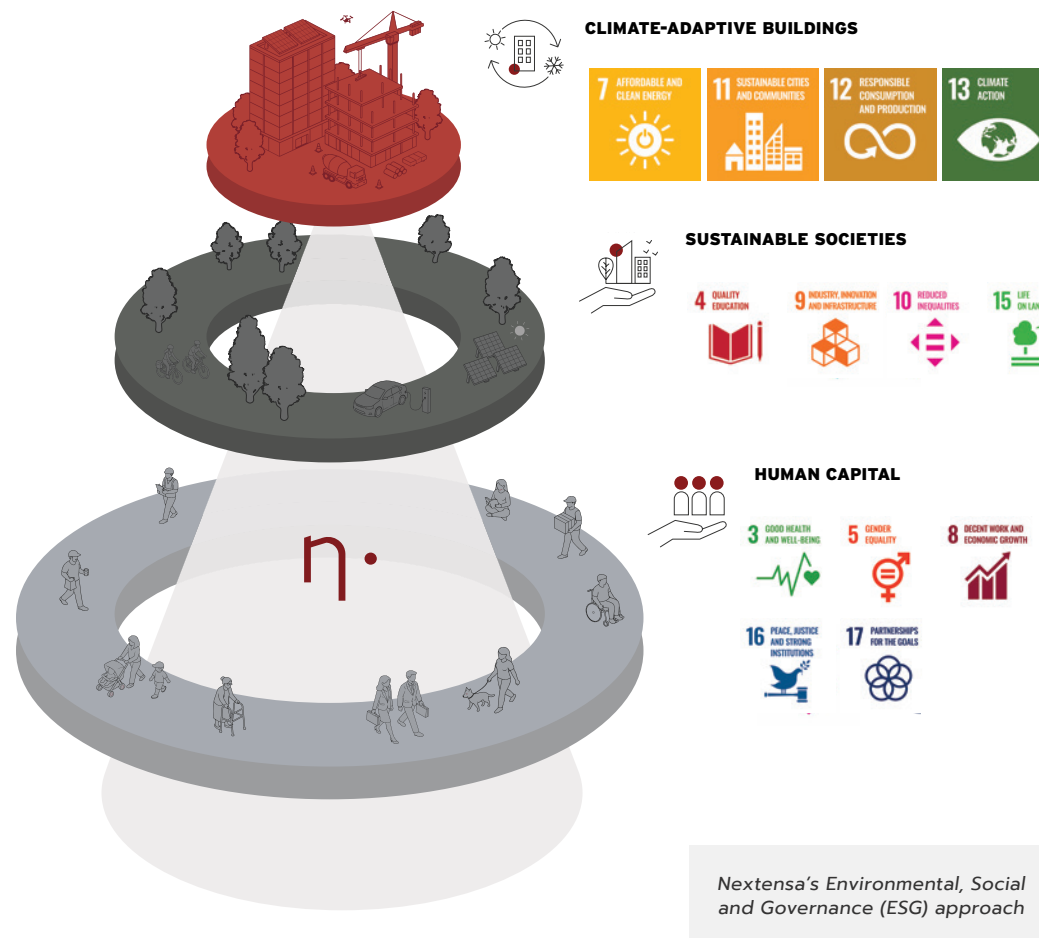 CLIMATE-ADAPTIVE BUILDINGS
7 AFFORDABLE AND
CLEAN ENERGY
11 SUSTAINABLE CITIES
AND COMMUNITIES
12 RESPONSIBLE
CONSUMPTION
AND PRODUCTION
13 CLIMATE
ACTION
SUSTAINABLE SOCIETIES
4 QUALITY
EDUCATION
9 INDUSTRY, INNOVATION
AND INFRASTRUCTURE
10 REDUCED
INEQUALITIES
15 LIFE
ON LAN
HUMAN CAPITAL
3 GOOD HEALTH
AND WELL-BEING
5 GENDER
EQUALITY
8 DECENT WORK AND
ECONOMIC GROWTH
η.
16 PEACE, JUSTICE
AND STRONG
INSTITUTIONS
17 PARTNERSHIPS
FOR THE GOALS
Nextensa's Environmental, Social
and Governance (ESG) approach